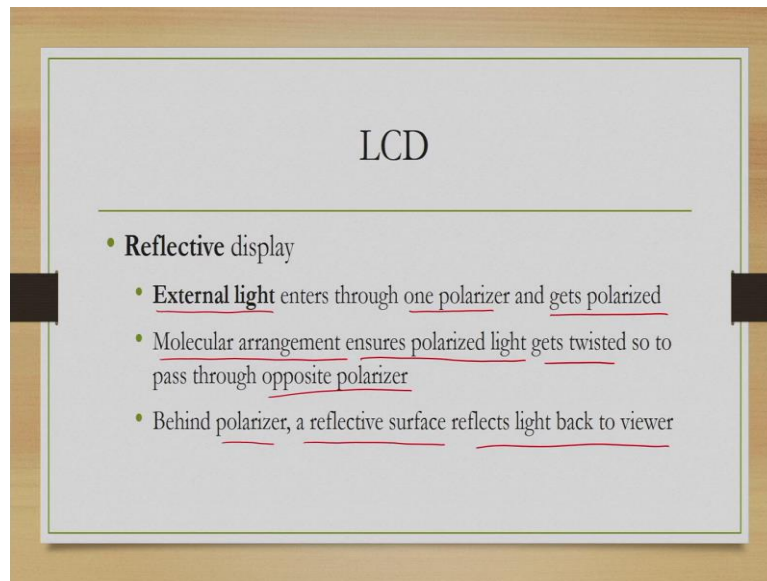 LCD
• Reflective display
• External light enters through one polarizer and gets polarized
• Molecular arrangement ensures polarized light gets twisted so to
pass through opposite polarizer
• Behind polarizer, a reflective surface reflects light back to viewer